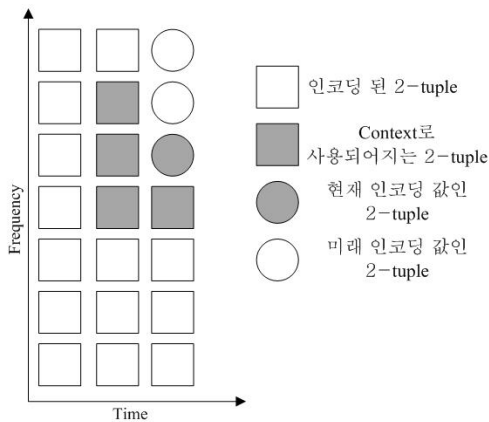 Frequency
Time
인코딩 된 2-tuple
Context로
사용되어지는 2-tuple
현재 인코딩 값인
2-tuple
미래 인코딩 값인
2-tuple